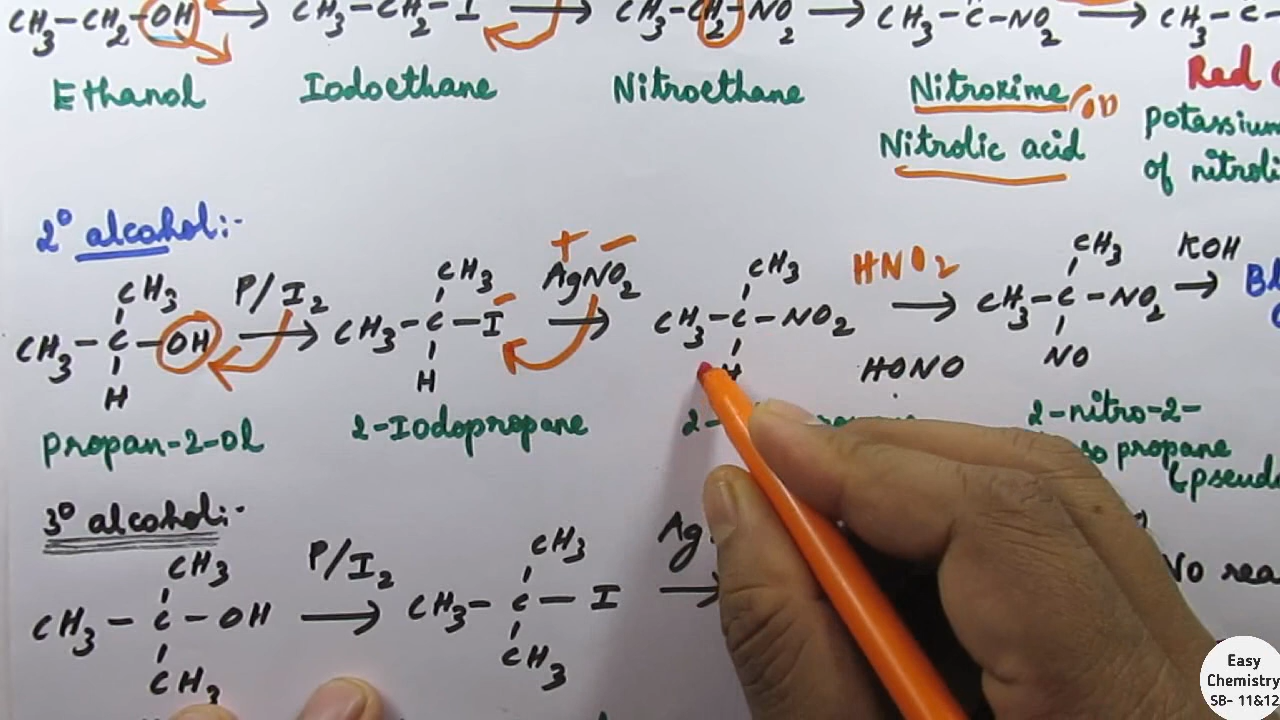 CH3-CH2-OH → CH3-CH2-I → CH3-CH2-NO2 → CH3-C-NO2 → CH3-C-
Ethanol Iodoethane Nitroethane Nitroxime (or) Red
Nitrolic acid potassium
of
2° alcohol:-
CH3 P/I2 CH3 + - AgNO2 CH3 HNO2 CH3 KOH
CH3-C-OH → CH3-C-I - → CH3-C-NO2 → CH3-C-NO2 →
H H H HONO NO
propan-2-ol 2-Iodopropane 2- 2-nitro-2-
propane
(pseudo
3° alcohol:-
CH3 P/I2 CH3 Ag
CH3-C-OH → CH3-C-I → No
CH3 CH3
Easy
Chemistry
SB- 11&12